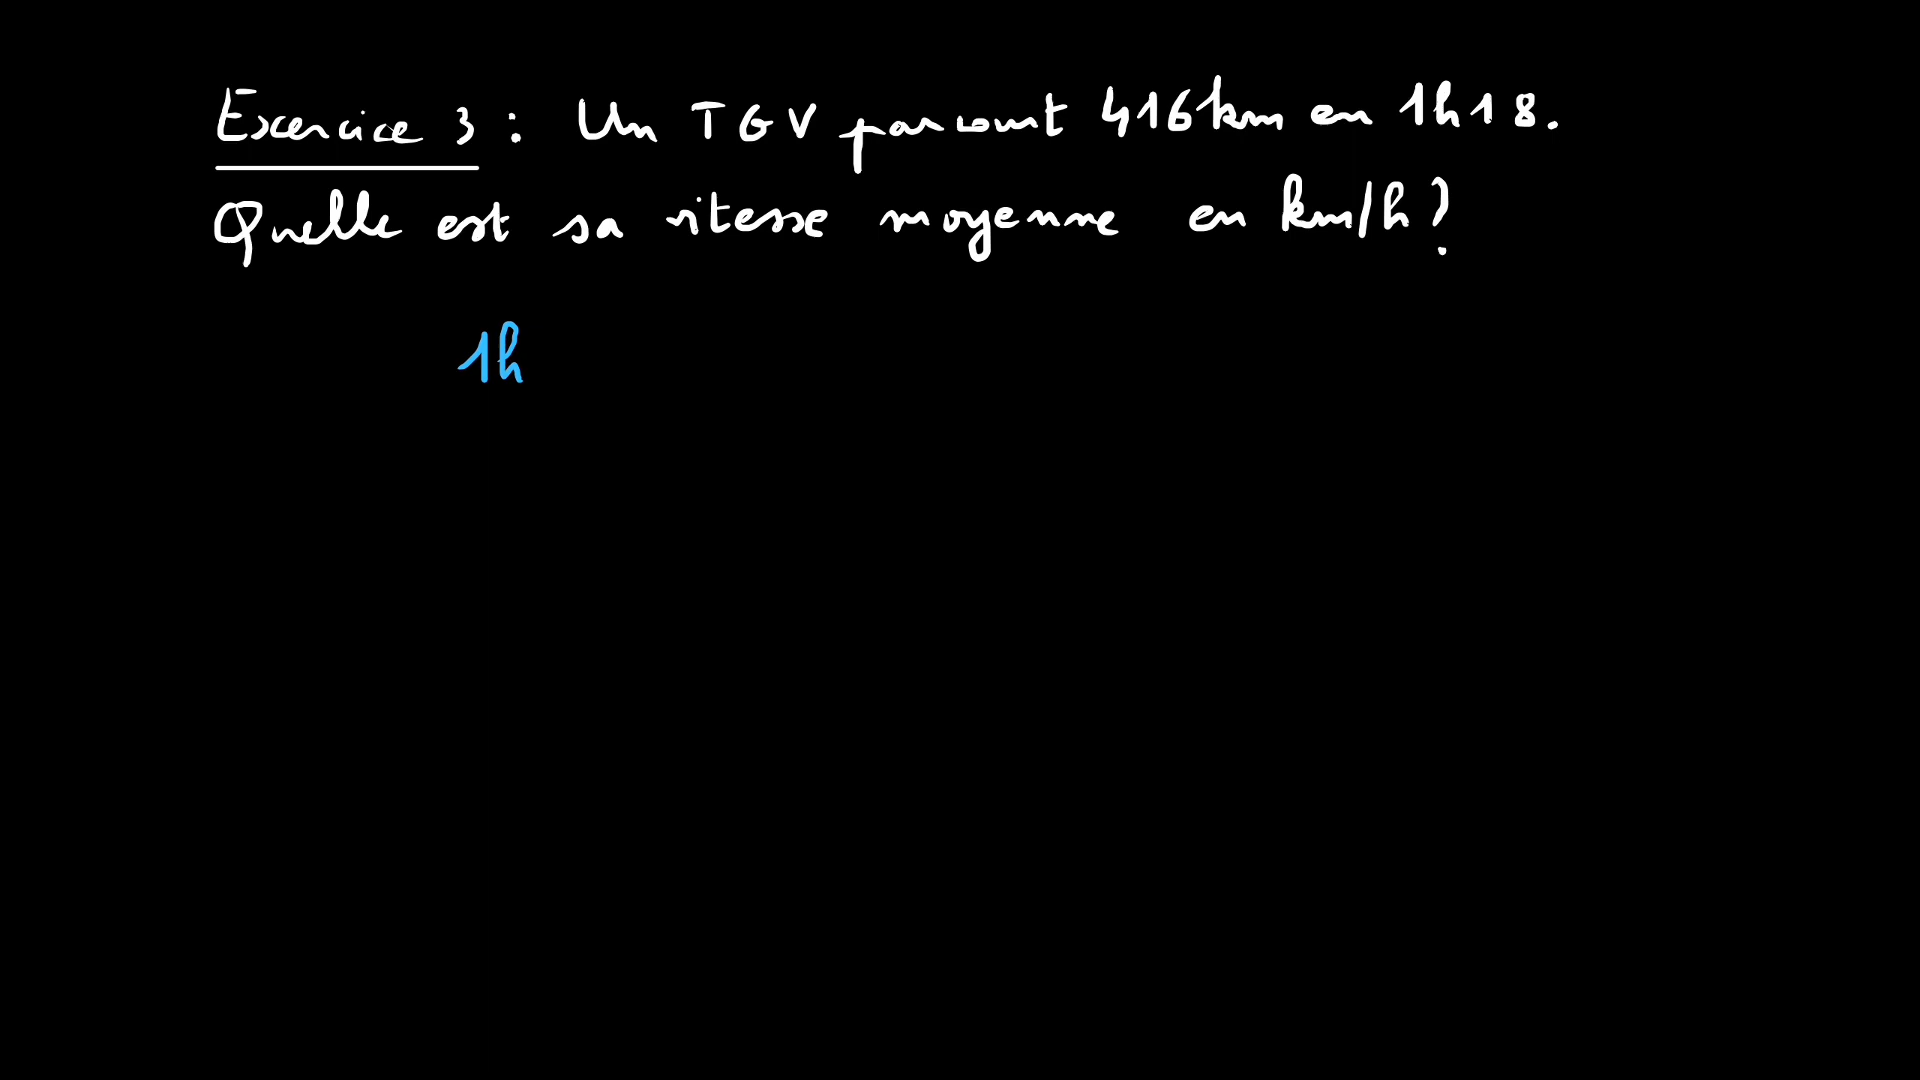 Exercice 3 : Un TGV parcourt 416km en 1h18.
Quelle est sa vitesse moyenne en km/h ?
1h